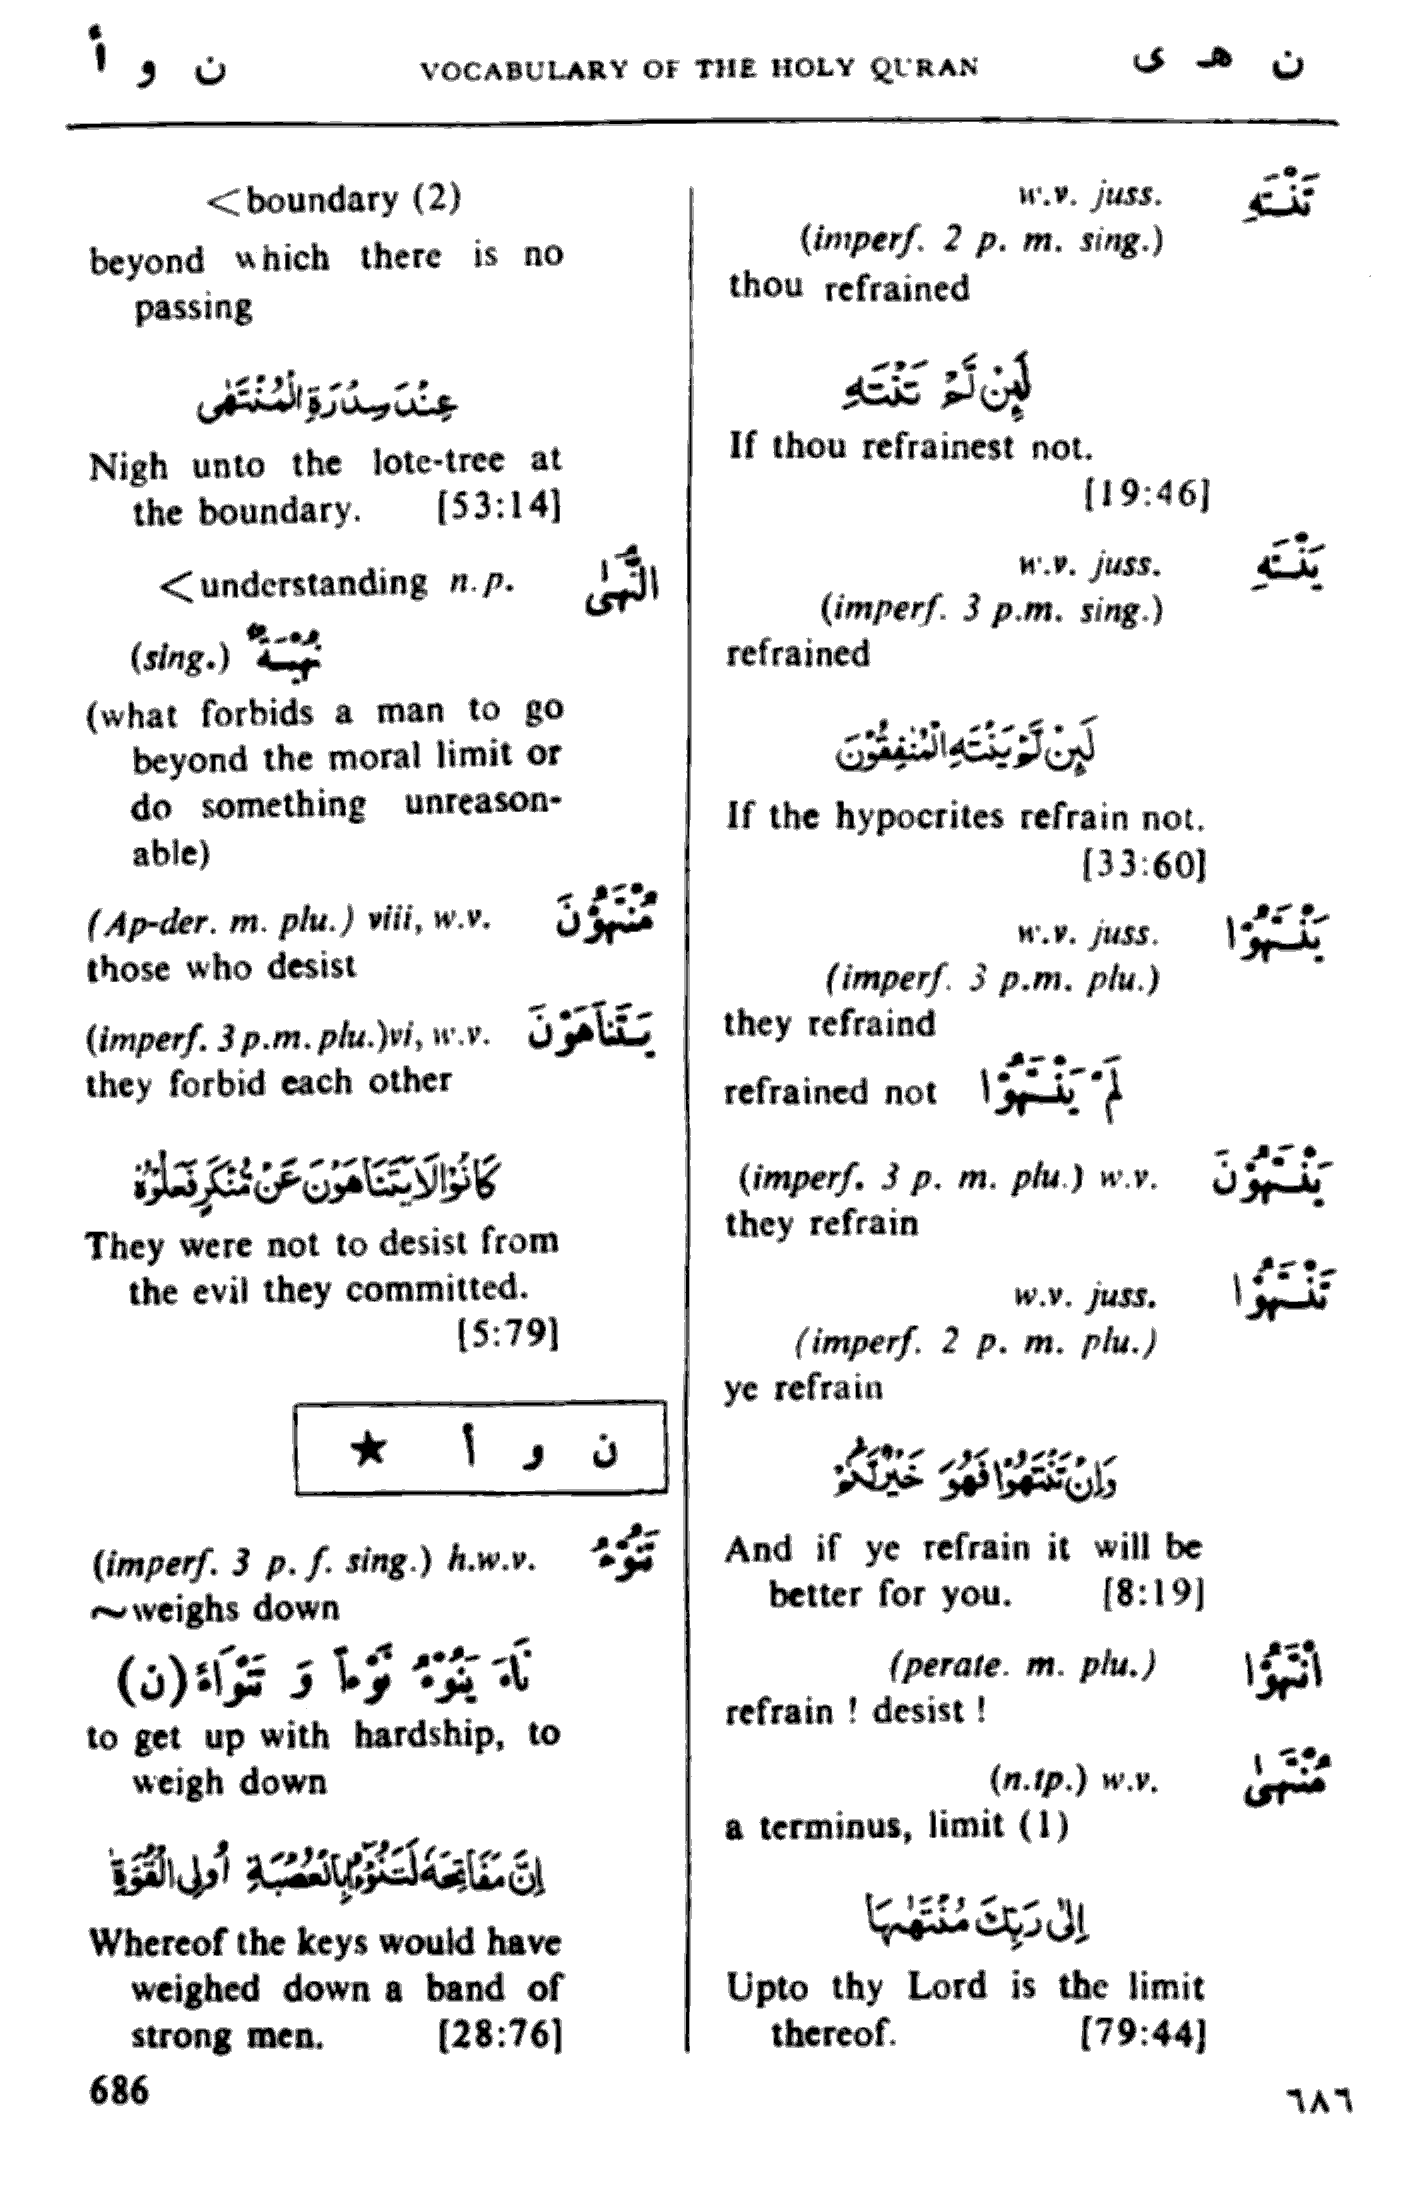 ن و أ VOCABULARY OF THE HOLY QURAN ن هـ ى
تَنْتَهِ w.v. juss.
(imperf. 2 p. m. sing.)
thou refrained
لَئِنْ لَّمْ تَنْتَهِ
If thou refrainest not.
[19:46]
يَنْتَهِ w.v. juss.
(imperf. 3 p.m. sing.)
refrained
لَئِنْ لَّمْ يَنْتَهِ الْمُنٰفِقُوْنَ
If the hypocrites refrain not.
[33:60]
يَنْتَهُوْا w.v. juss.
(imperf. 3 p.m. plu.)
they refraind
refrained not لَمْ يَنْتَهُوْا
يَنْتَهُوْنَ (imperf. 3 p. m. plu.) w.v.
they refrain
تَنْتَهُوْا w.v. juss.
(imperf. 2 p. m. plu.)
ye refrain
وَاِنْ تَنْتَهُوْا فَهُوَ خَيْرٌ لَّكُمْ
And if ye refrain it will be
better for you. [8:19]
انْتَهُوْا (perate. m. plu.)
refrain ! desist !
مُنْتَهٰى (n.tp.) w.v.
a terminus, limit (1)
اِلٰى رَبِّكَ مُنْتَهٰىهَا
Upto thy Lord is the limit
thereof. [79:44]
<boundary (2)
beyond which there is no
passing
عِنْدَ سِدْرَةِ الْمُنْتَهٰى
Nigh unto the lote-tree at
the boundary. [53:14]
النُّهٰى <understanding n.p.
(sing.) نُهْيَةٌ
(what forbids a man to go
beyond the moral limit or
do something unreason-
able)
مُنْتَهُوْنَ (Ap-der. m. plu.) viii, w.v.
those who desist
يَتَنَاهَوْنَ (imperf. 3 p.m. plu.) vi, w.v.
they forbid each other
كَانُوْا لَا يَتَنَاهَوْنَ عَنْ مُّنْكَرٍ فَعَلُوْهُ
They were not to desist from
the evil they committed.
[5:79]
ن و أ ★
تَنُوْءُ (imperf. 3 p. f. sing.) h.w.v.
~weighs down
نَاءَ يَنُوْءُ نَوْءاً وَ تَنْوَاءً (ن)
to get up with hardship, to
weigh down
اِنَّ مَفَاتِحَهٗ لَتَنُوْٓءُ بِالْعُصْبَةِ اُولِى الْقُوَّةِ
Whereof the keys would have
weighed down a band of
strong men. [28:76]
686 ٦٨٦